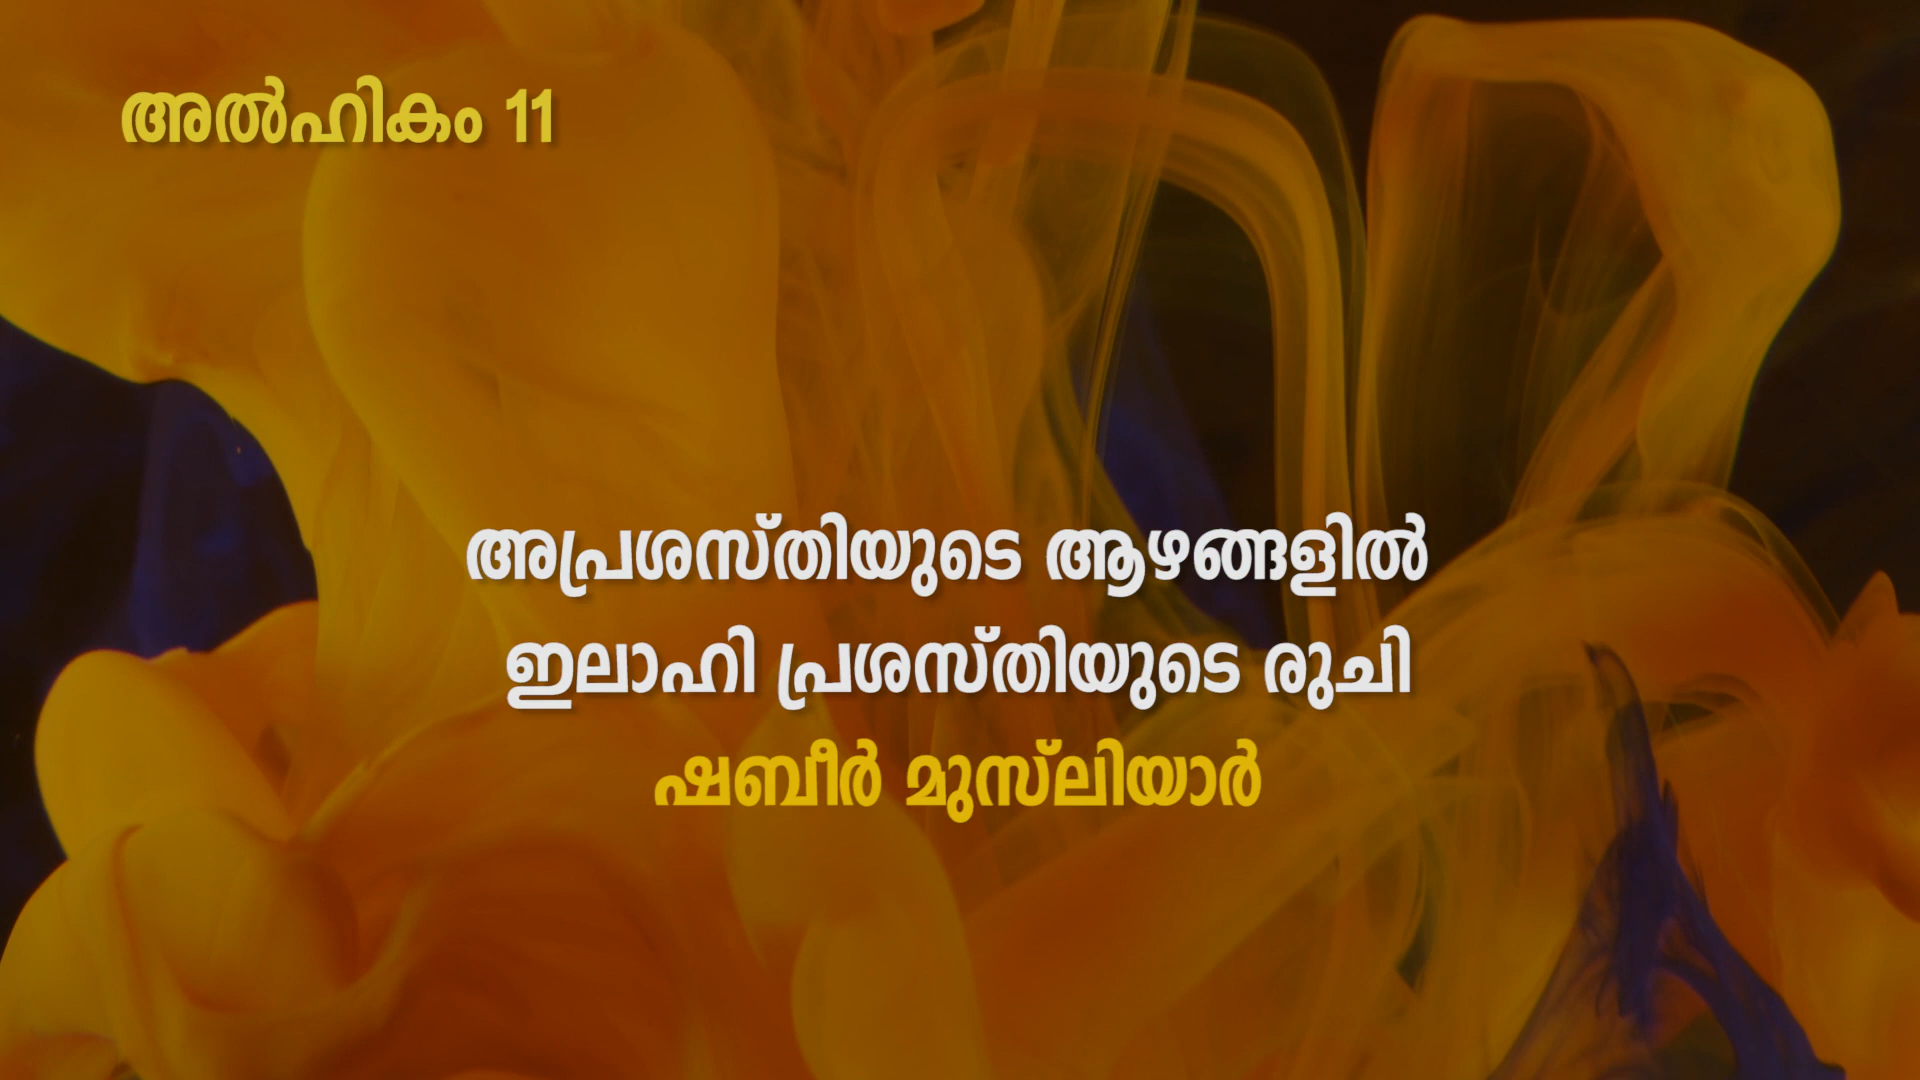 അൽഹികം 11
അപ്രശസ്തിയുടെ ആഴങ്ങളിൽ
ഇലാഹി പ്രശസ്തിയുടെ രുചി
ഷബീർ മുസ്‌ലിയാർ